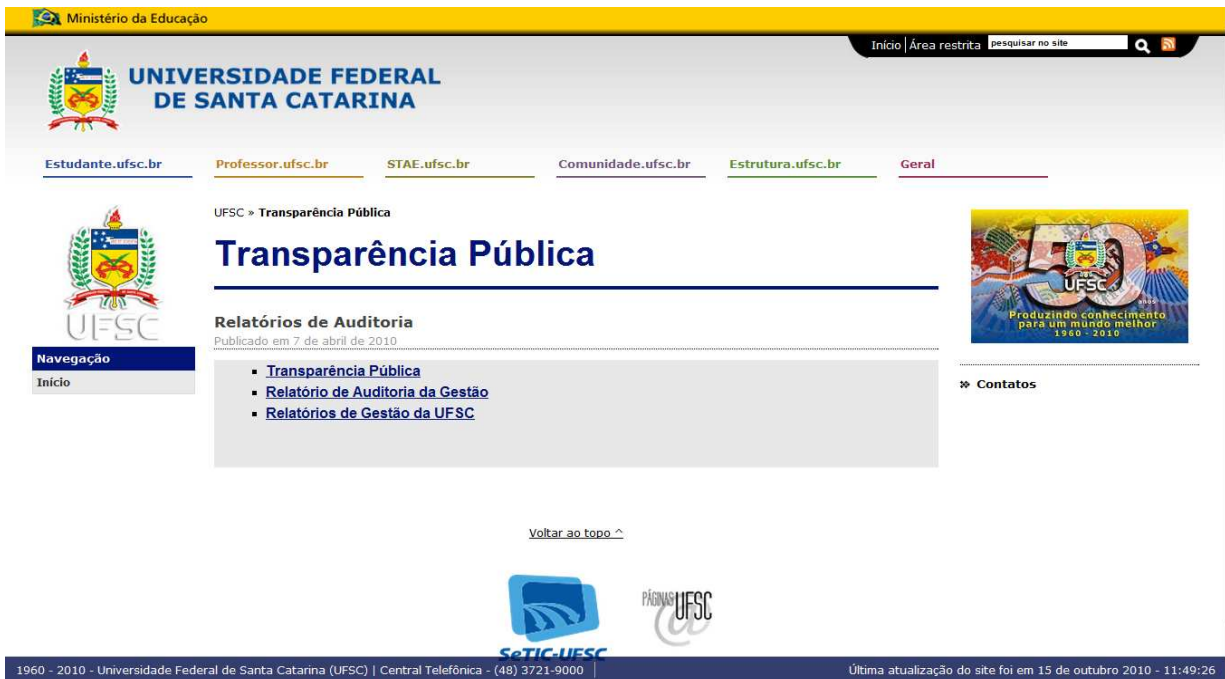 Ministério da Educação
Início | Área restrita pesquisar no site
UNIVERSIDADE FEDERAL
DE SANTA CATARINA
Estudante.ufsc.br Professor.ufsc.br STAE.ufsc.br Comunidade.ufsc.br Estrutura.ufsc.br Geral
UFSC » Transparência Pública
Transparência Pública
UFSC
Navegação
Início
Relatórios de Auditoria
Publicado em 7 de abril de 2010
▪ Transparência Pública
▪ Relatório de Auditoria da Gestão
▪ Relatórios de Gestão da UFSC
50
UFSC
anos
Produzindo conhecimento
para um mundo melhor
1960 - 2010
» Contatos
Voltar ao topo ^
SeTIC-UFSC
PÁGINAS@UFSC
1960 - 2010 - Universidade Federal de Santa Catarina (UFSC) | Central Telefônica - (48) 3721-9000 |
Última atualização do site foi em 15 de outubro 2010 - 11:49:26